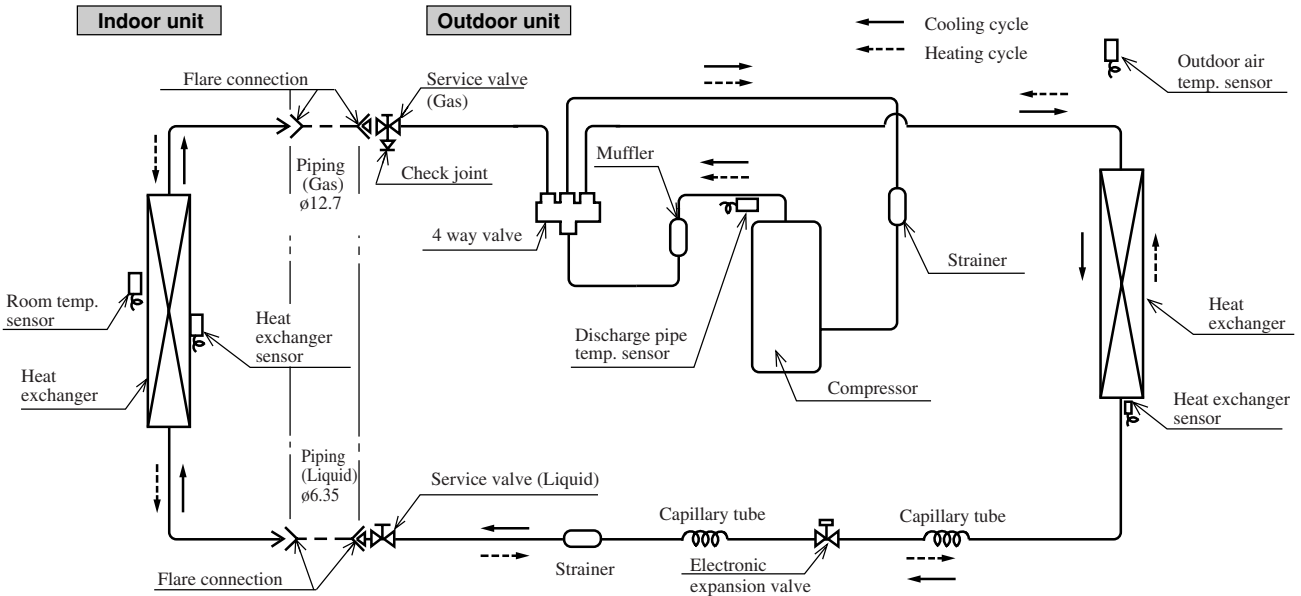 Indoor unit
Outdoor unit
Cooling cycle
Heating cycle
Outdoor air
temp. sensor
Flare connection
Service valve
(Gas)
Piping
(Gas)
ø12.7
Check joint
Muffler
4 way valve
Strainer
Room temp.
sensor
Heat
exchanger
sensor
Heat
exchanger
Discharge pipe
temp. sensor
Compressor
Heat
exchanger
Heat exchanger
sensor
Piping
(Liquid)
ø6.35
Service valve (Liquid)
Capillary tube
Capillary tube
Flare connection
Strainer
Electronic
expansion valve